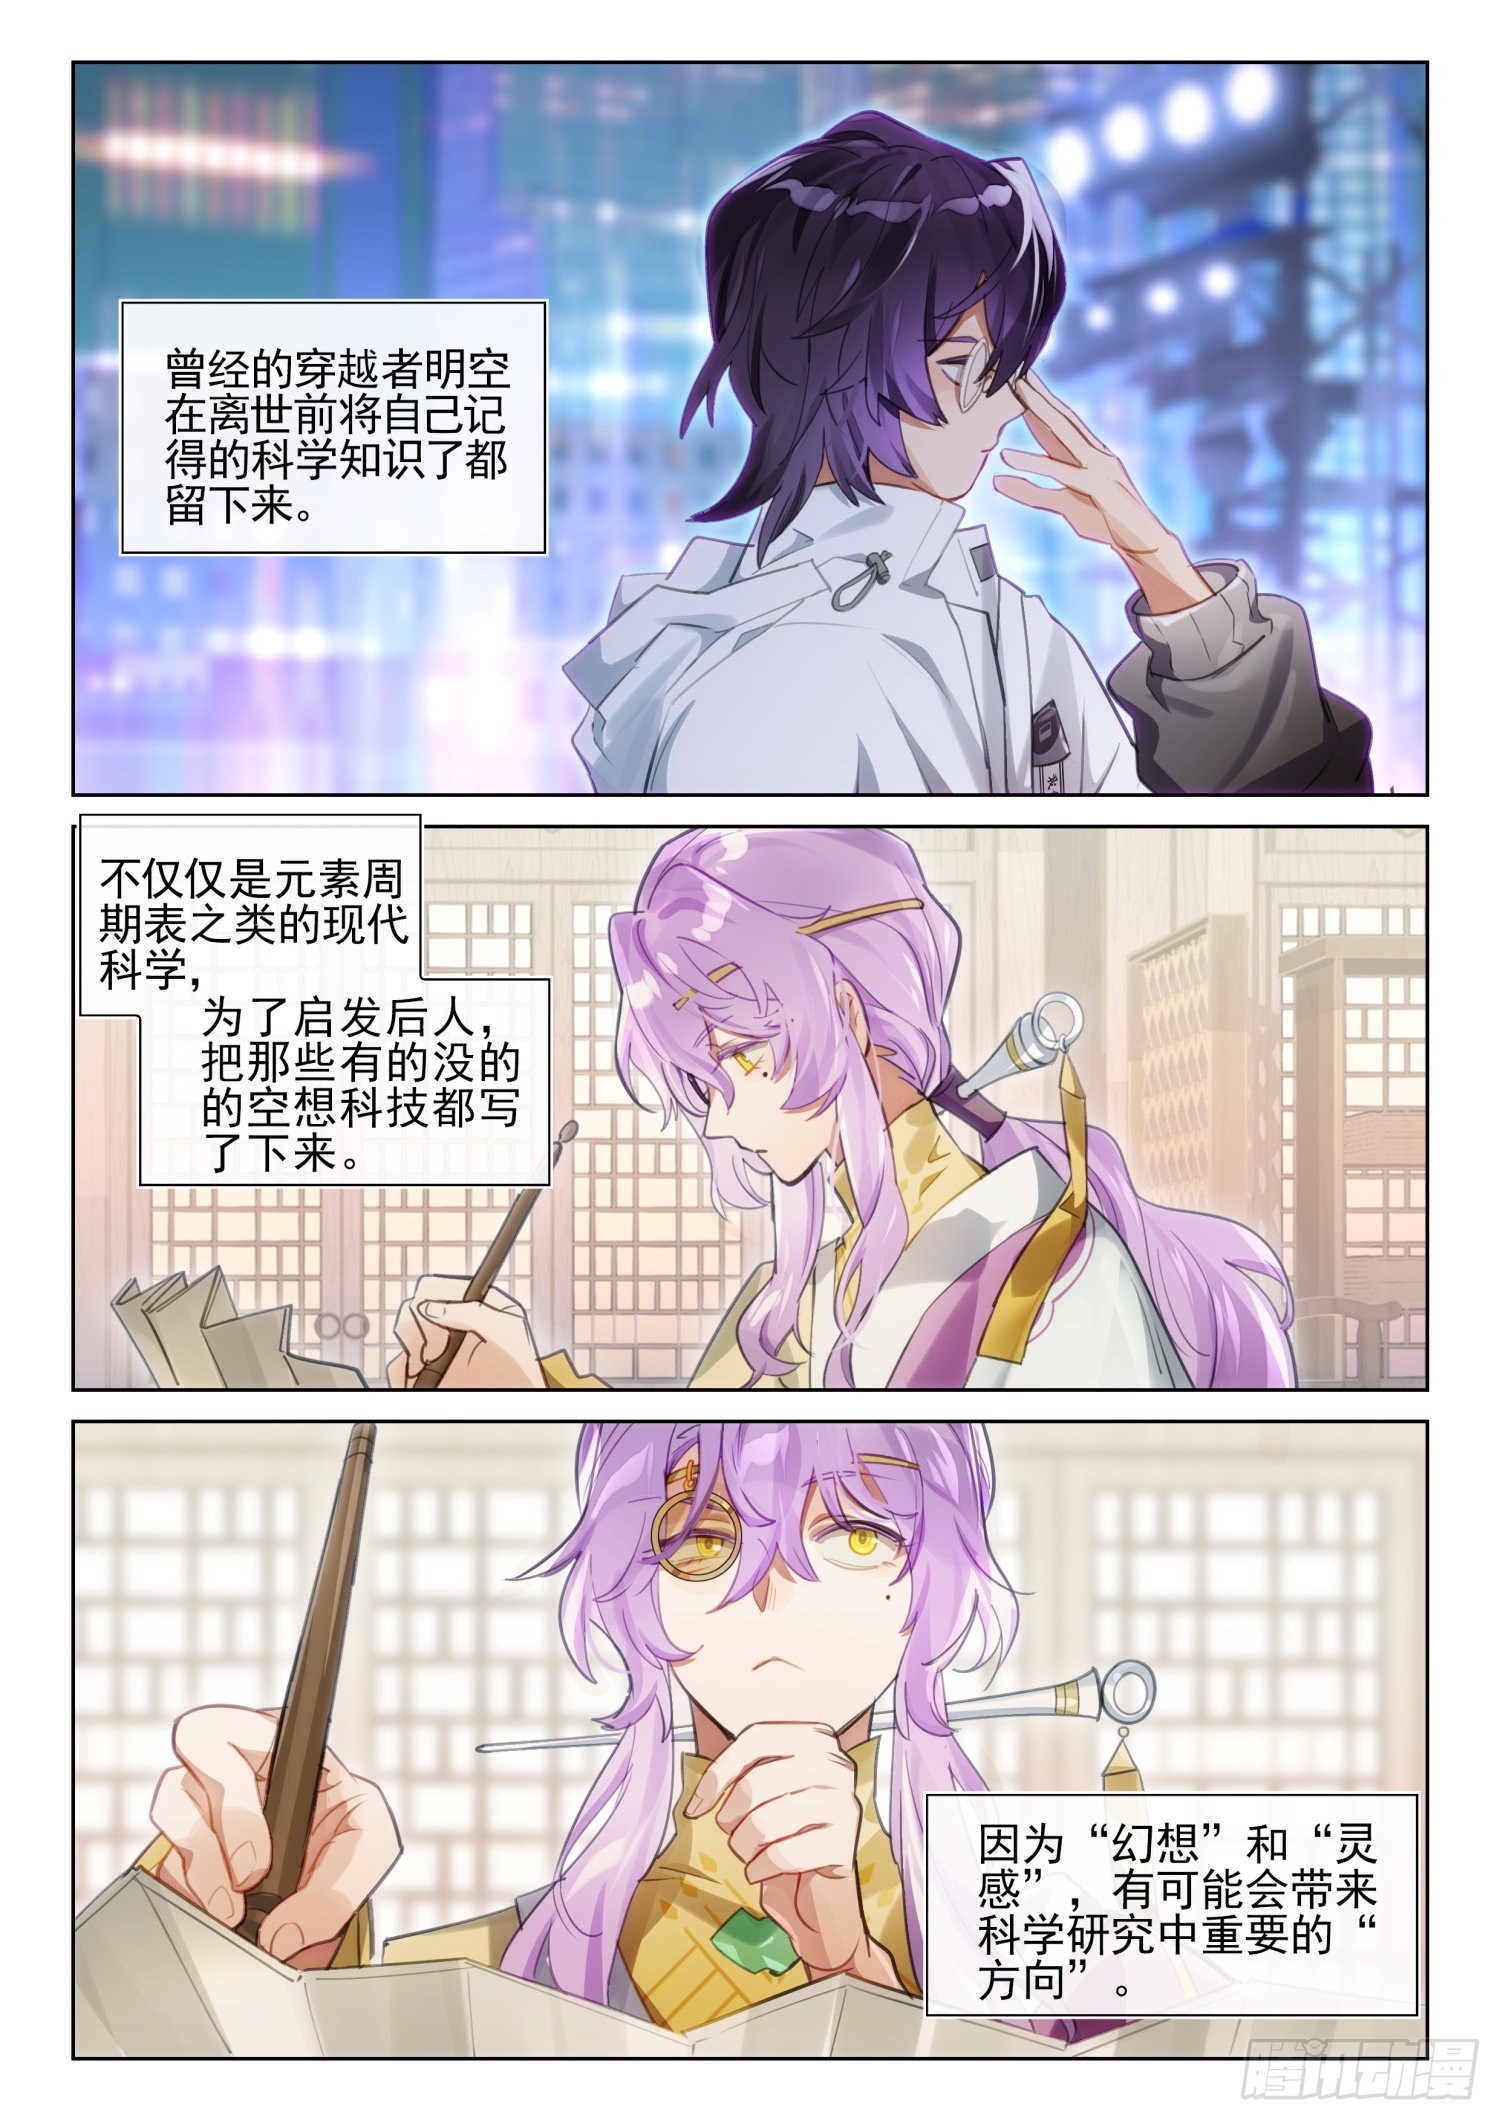 曾经的穿越者明空
在离世前将自己记
得的科学知识了都
留下来。
不仅仅是元素周
期表之类的现代
科学，
为了启发后人，
把那些有的没的
的空想科技都写
了下来。
因为“幻想”和“灵
感”，有可能会带来
科学研究中重要的“
方向”。
腾讯动漫